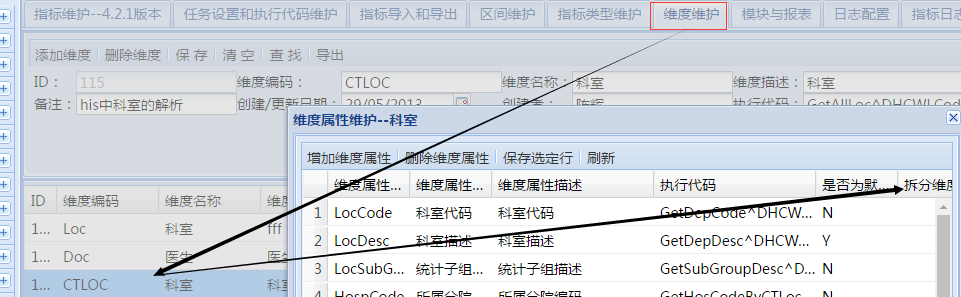 指标维护--4.2.1版本 任务设置和执行代码维护 指标导入和导出 区间维护 指标类型维护 维度维护 模块与报表 日志配置 指标日志
添加维度 删除维度 保 存 清 空 查 找 导出
ID： 115 维度编码： CTLOC 维度名称： 科室 维度描述： 科室
备注： his中科室的解析 创建/更新日期： 29/05/2013 创建者： 陈辉 执行代码： GetAllLoc^DHCWLCode
维度属性维护--科室
增加维度属性 删除维度属性 保存选定行 刷新
维度属性... 维度属性... 维度属性描述 执行代码 是否为默... 拆分维度
1 LocCode 科室代码 科室代码 GetDepCode^DHCW... N
2 LocDesc 科室描述 科室描述 GetDepDesc^DHCW... Y
3 LocSubG... 统计子组... 统计子组描述 GetSubGroupDesc^D... N
4 HospCode 所属分院... 所属分院编码 GetHosCodeByCTLoc... N
ID 维度编码 维度名称 维度
1... Loc 科室 fff
1... Doc 医生 医生
1... CTLOC 科室 科室